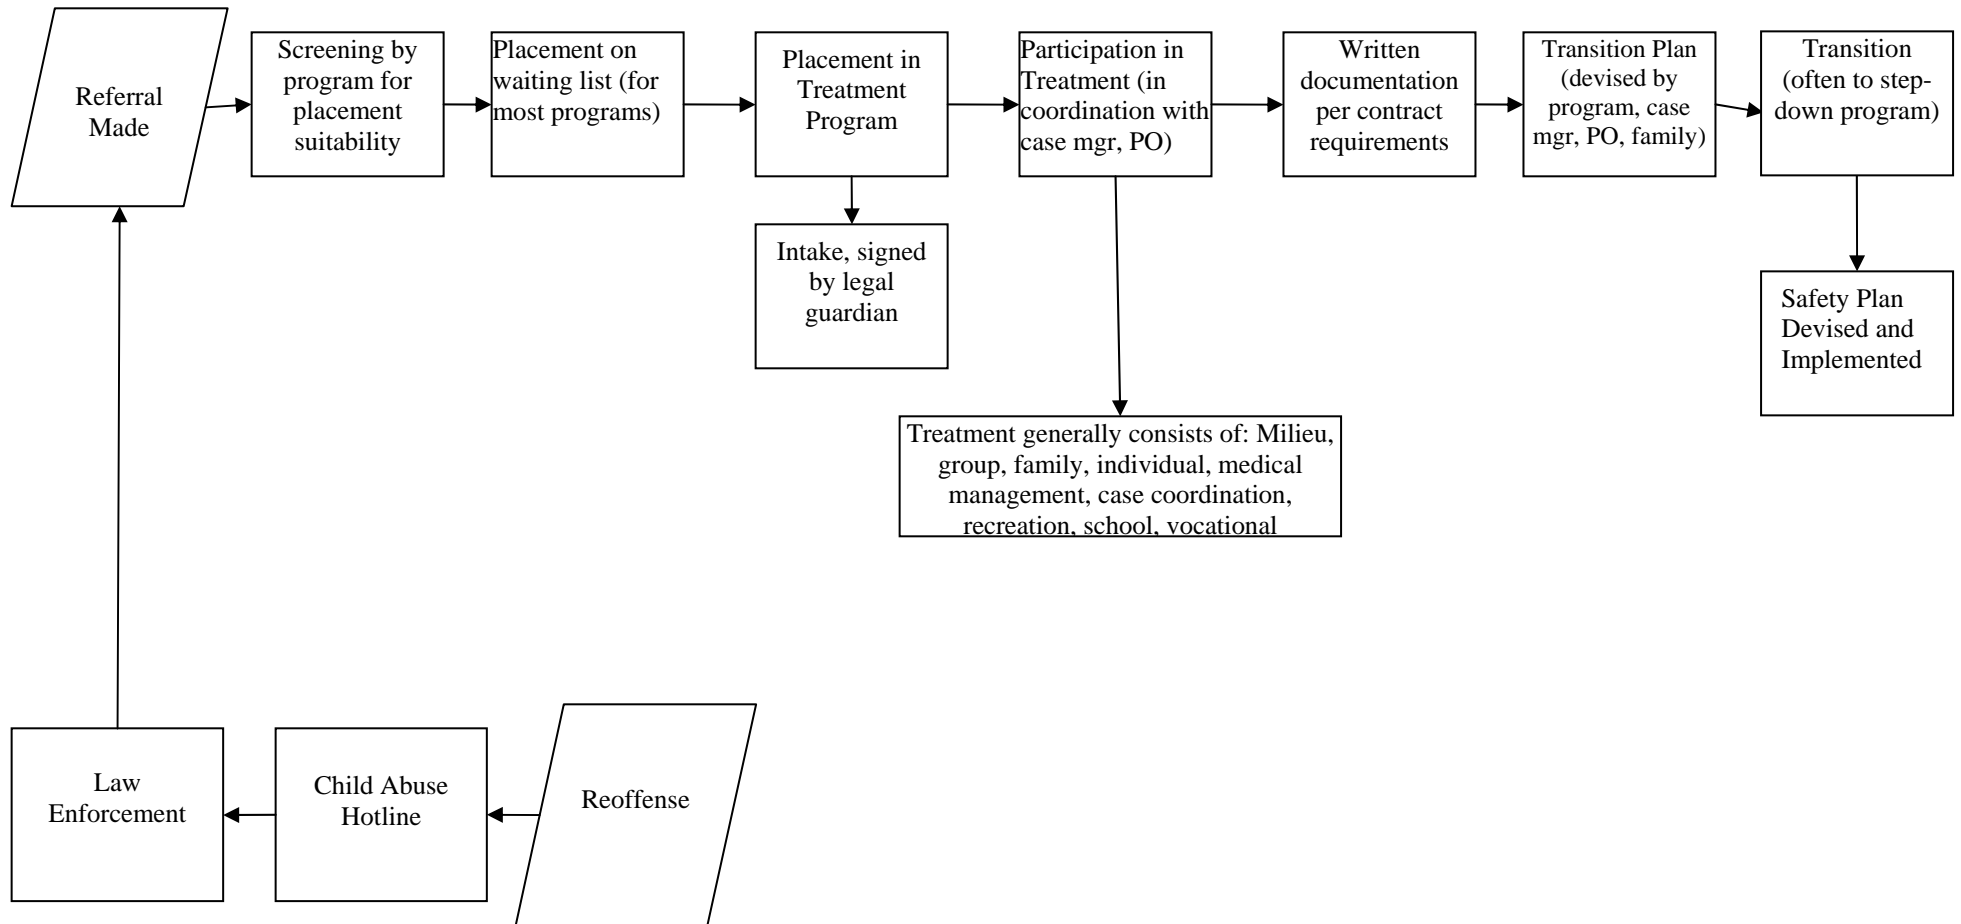 Referral
Made
Screening by
program for
placement
suitability
Placement on
waiting list (for
most programs)
Placement in
Treatment
Program
Participation in
Treatment (in
coordination with
case mgr, PO)
Written
documentation
per contract
requirements
Transition Plan
(devised by
program, case
mgr, PO, family)
Transition
(often to step-
down program)
Intake, signed
by legal
guardian
Safety Plan
Devised and
Implemented
Treatment generally consists of: Milieu,
group, family, individual, medical
management, case coordination,
recreation, school, vocational
Law
Enforcement
Child Abuse
Hotline
Reoffense